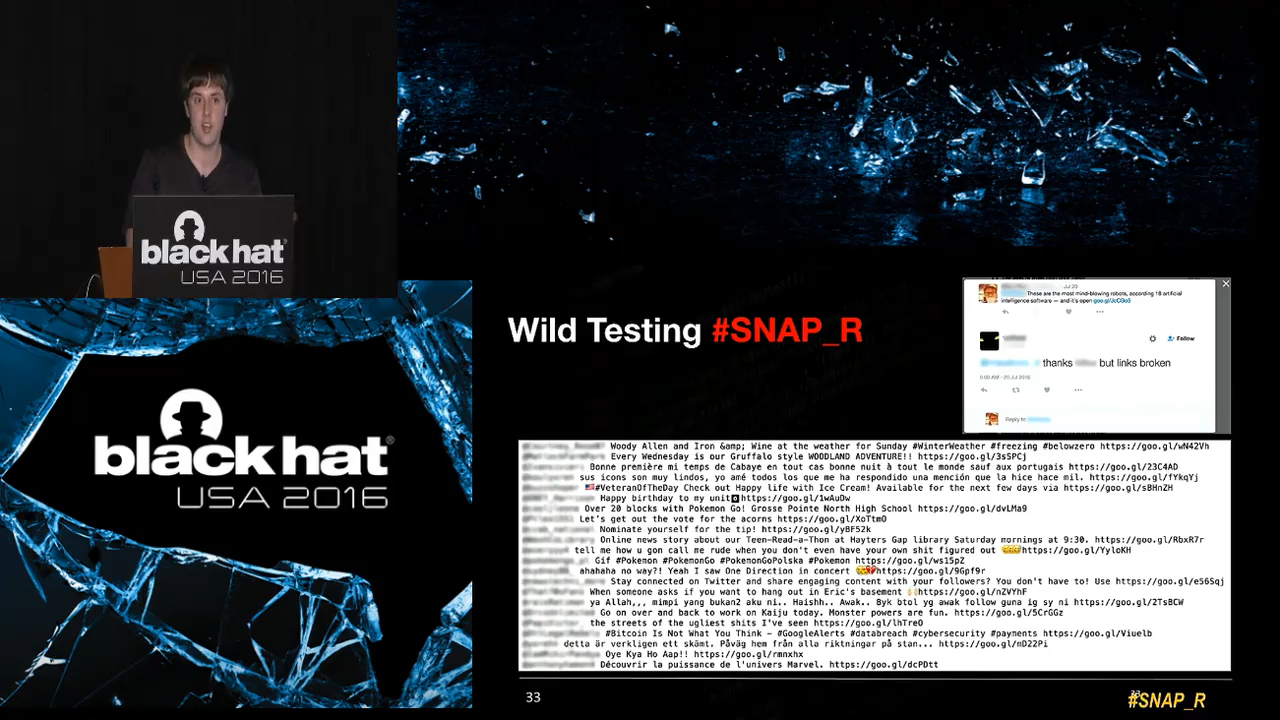 black hat
USA 2016
black hat
USA 2016
Wild Testing #SNAP_R
Jul 20
These are the most mind-blowing robots, according 18 artificial
intelligence software — and it's open goo.gl/JcCGo3
Follow
thanks but links broken
9:00 AM - 20 Jul 2016
Reply to
Woody Allen and Iron &amp; Wine at the weather for Sunday #WinterWeather #freezing #belowzero https://goo.gl/wN42Vh
Every Wednesday is our Gruffalo style WOODLAND ADVENTURE!! https://goo.gl/3sSPCj
Bonne première mi temps de Cabaye en tout cas bonne nuit à tout le monde sauf aux portugais https://goo.gl/23C4AD
sus icons son muy lindos, yo amé todos los que me ha respondido una mención que la hice hace mil. https://goo.gl/fYkqYj
#VeteranOfTheDay Check out Happy life with Ice Cream! Available for the next few days via https://goo.gl/sBHnZH
Happy birthday to my unit https://goo.gl/1wAuDw
Over 20 blocks with Pokemon Go! Grosse Pointe North High School https://goo.gl/dvLMa9
Let's get out the vote for the acorns https://goo.gl/XoTtmO
Nominate yourself for the tip! https://goo.gl/yBF52k
Online news story about our Teen-Read-a-Thon at Hayters Gap library Saturday mornings at 9:30. https://goo.gl/RbxR7r
tell me how u gon call me rude when you don't even have your own shit figured out 😂😂https://goo.gl/YyloKH
Gif #Pokemon #PokemonGo #PokemonGoPolska #Pokemon https://goo.gl/ws15pZ
ahahaha no way?! Yeah I saw One Direction in concert https://goo.gl/9Gpf9r
Stay connected on Twitter and share engaging content with your followers? You don't have to! Use https://goo.gl/e56Sqj
When someone asks if you want to hang out in Eric's basement https://goo.gl/nZVYhF
ya Allah,,, mimpi yang bukan2 aku ni.. Haishh.. Awak.. Byk btol yg awak follow guna ig sy ni https://goo.gl/2TsBCW
Go on over and back to work on Kaiju today. Monster powers are fun. https://goo.gl/5CrGGz
the streets of the ugliest shits I've seen https://goo.gl/lhTreO
#Bitcoin Is Not What You Think - #GoogleAlerts #databreach #cybersecurity #payments https://goo.gl/Viuelb
detta är verkligen ett skämt. Påväg hem från alla riktningar på stan... https://goo.gl/nD22Pi
Oye Kya Ho Aap!! https://goo.gl/rmnxhx
Découvrir la puissance de l'univers Marvel. https://goo.gl/dcPDtt
33
#SNAP_R